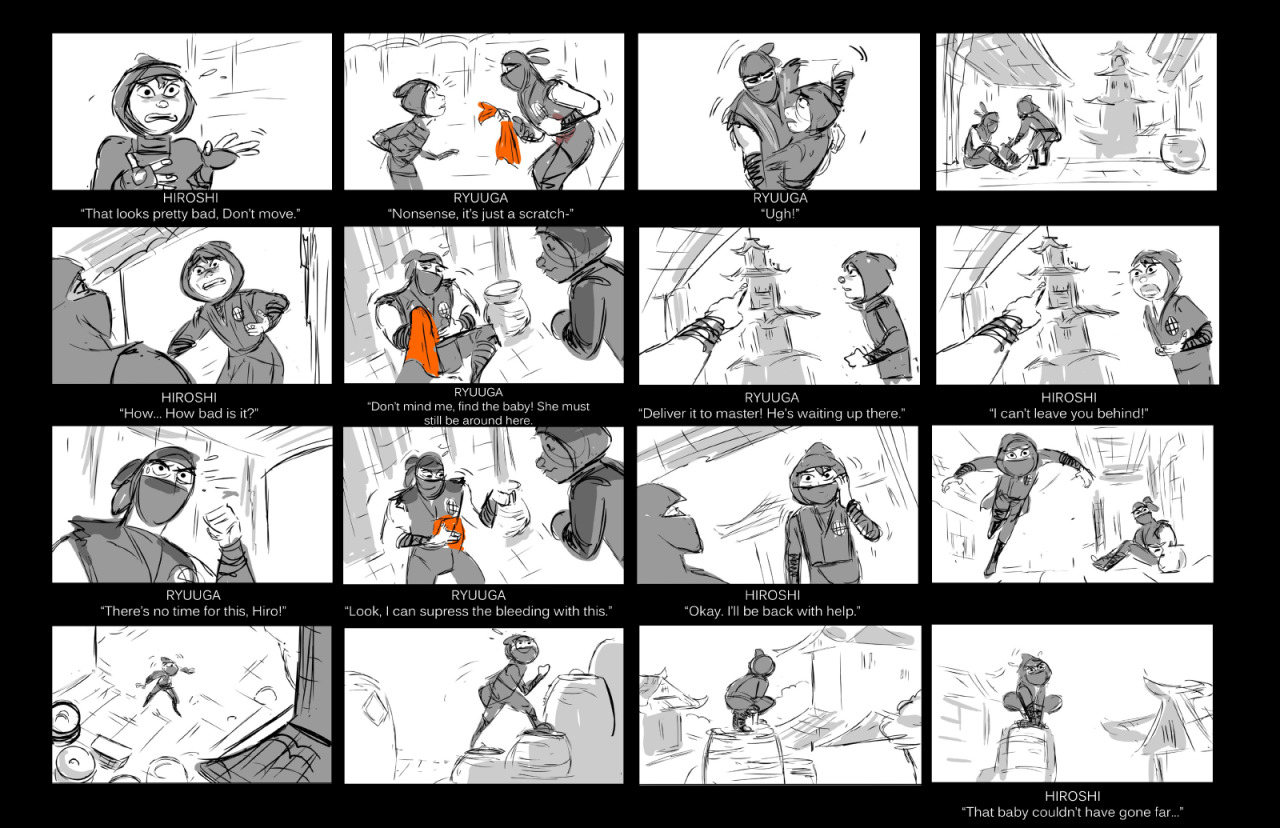 HIROSHI
“That looks pretty bad, Don’t move.”
RYUUGA
“Nonsense, it’s just a scratch-”
RYUUGA
“Ugh!”
HIROSHI
“How... How bad is it?”
RYUUGA
“Don’t mind me, find the baby! She must
still be around here.
RYUUGA
“Deliver it to master! He’s waiting up there.”
HIROSHI
“I can’t leave you behind!”
RYUUGA
“There’s no time for this, Hiro!”
RYUUGA
“Look, I can supress the bleeding with this.”
HIROSHI
“Okay. I’ll be back with help.”
HIROSHI
“That baby couldn’t have gone far...”